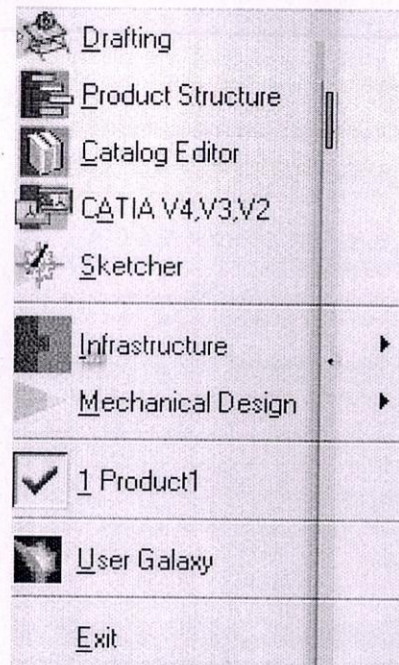 Drafting
Product Structure
Catalog Editor
CATIA V4,V3,V2
Sketcher
Infrastructure
Mechanical Design
1 Product1
User Galaxy
Exit